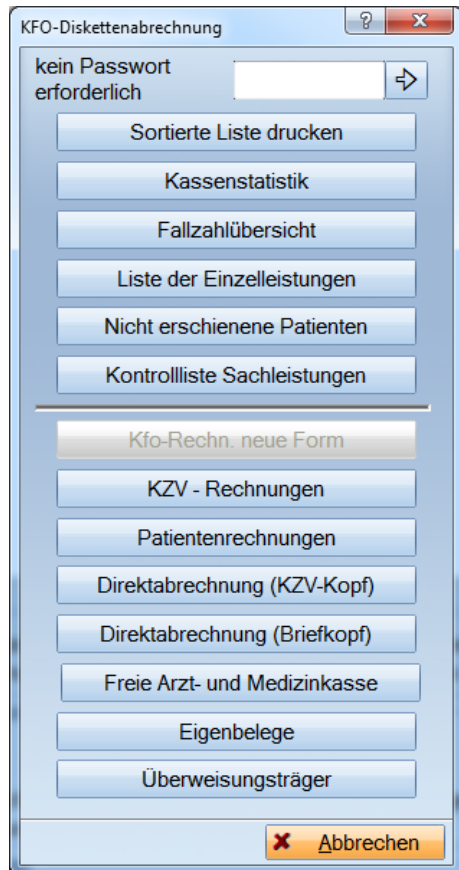 KFO-Diskettenabrechnung
kein Passwort
erforderlich
Sortierte Liste drucken
Kassenstatistik
Fallzahlübersicht
Liste der Einzelleistungen
Nicht erschienene Patienten
Kontrollliste Sachleistungen
Kfo-Rechn. neue Form
KZV - Rechnungen
Patientenrechnungen
Direktabrechnung (KZV-Kopf)
Direktabrechnung (Briefkopf)
Freie Arzt- und Medizinkasse
Eigenbelege
Überweisungsträger
Abbrechen